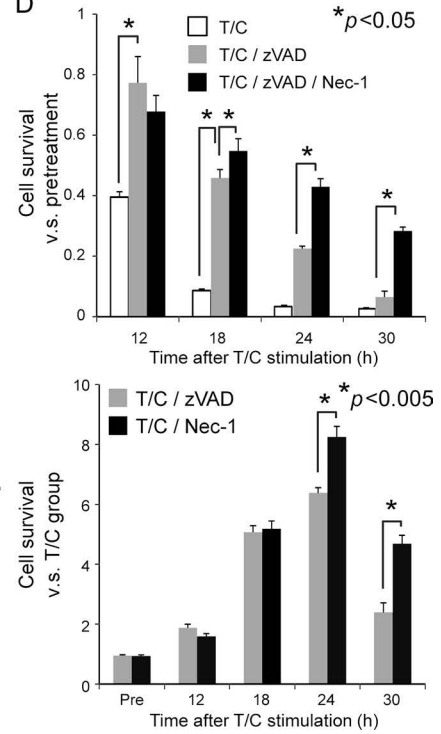 D
*p<0.05
T/C
T/C / zVAD
T/C / zVAD / Nec-1
Cell survival
v.s. pretreatment
1
0.8
0.6
0.4
0.2
0
*
* *
*
*
12 18 24 30
Time after T/C stimulation (h)
T/C / zVAD
T/C / Nec-1
*p<0.005
Cell survival
v.s. T/C group
10
8
6
4
2
0
*
*
Pre 12 18 24 30
Time after T/C stimulation (h)